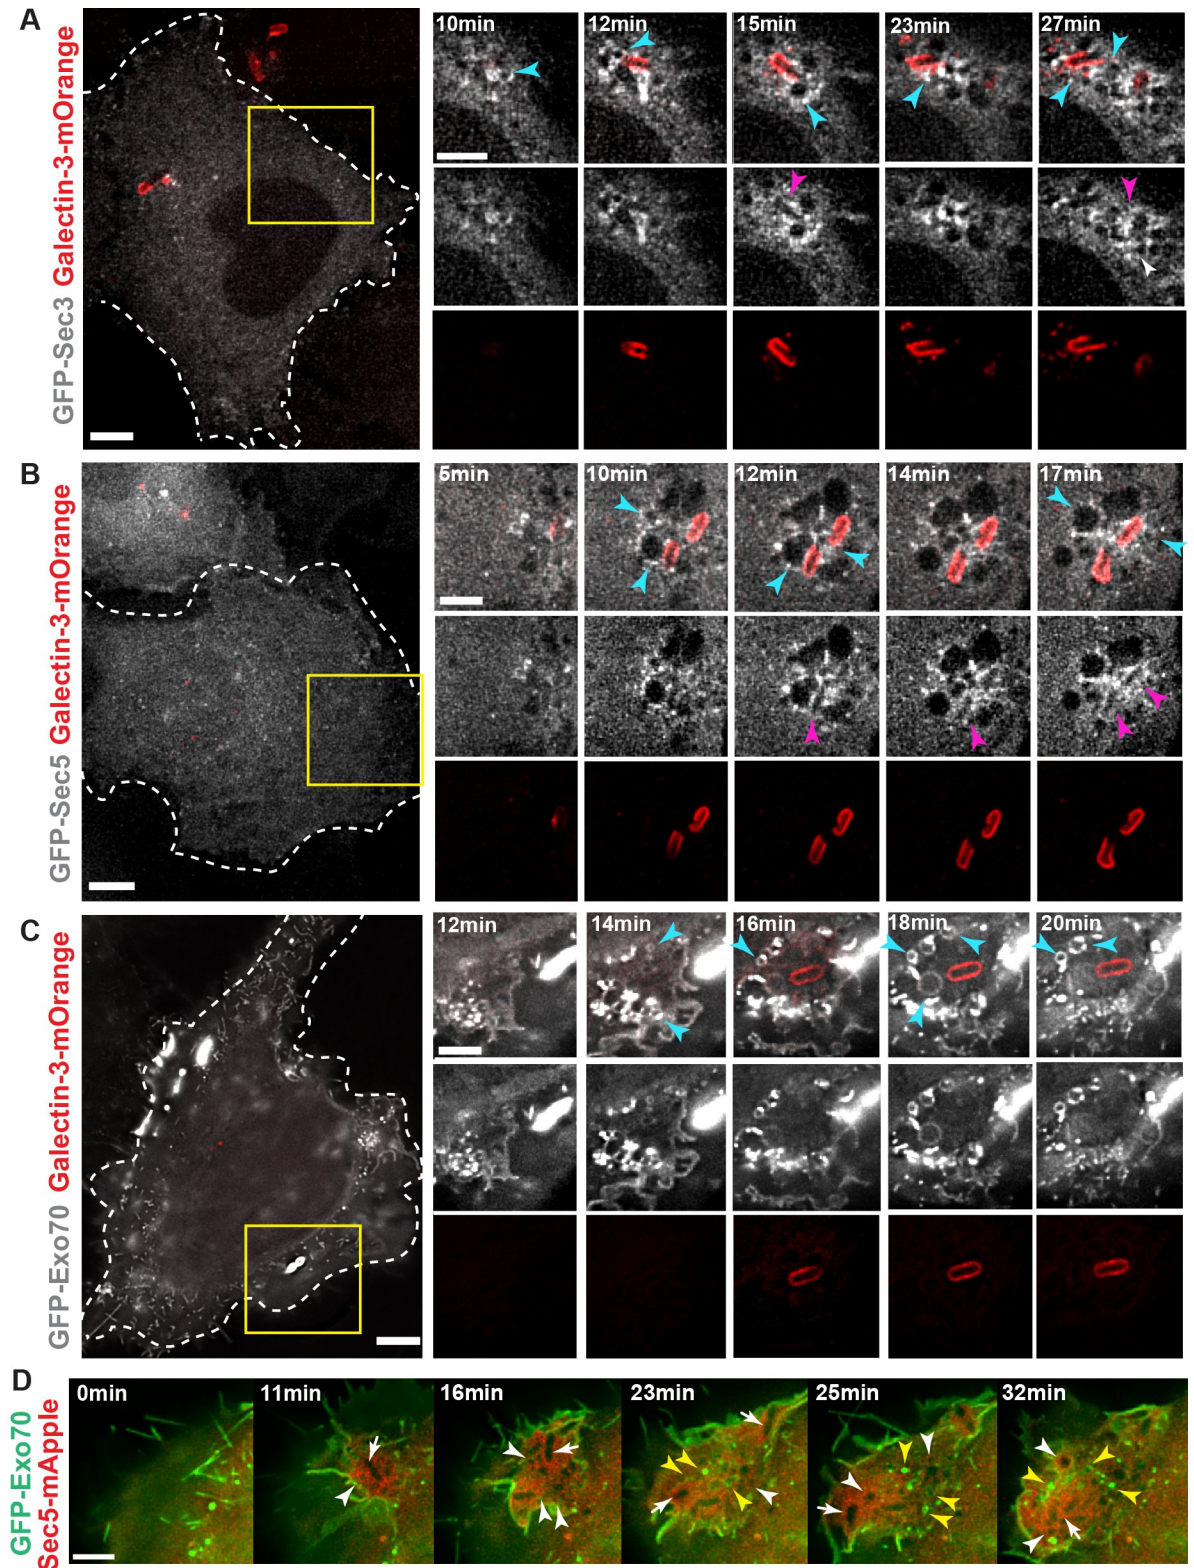 A
GFP-Sec3 Galectin-3-mOrange
10min 12min 15min 23min 27min
B
GFP-Sec5 Galectin-3-mOrange
5min 10min 12min 14min 17min
C
GFP-Exo70 Galectin-3-mOrange
12min 14min 16min 18min 20min
D
GFP-Exo70
Sec5-mApple
0min 11min 16min 23min 25min 32min